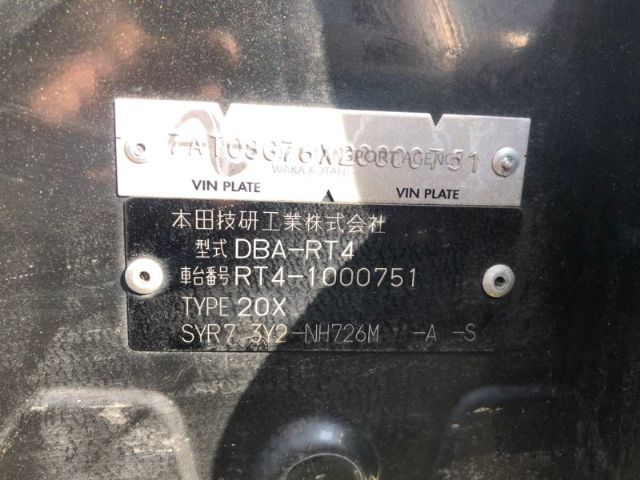 VIN PLATE VIN PLATE
本田技研工業株式会社
型式 DBA-RT4
車台番号 RT4-1000751
TYPE 20X
SYR7 3Y2-NH726M -A -S